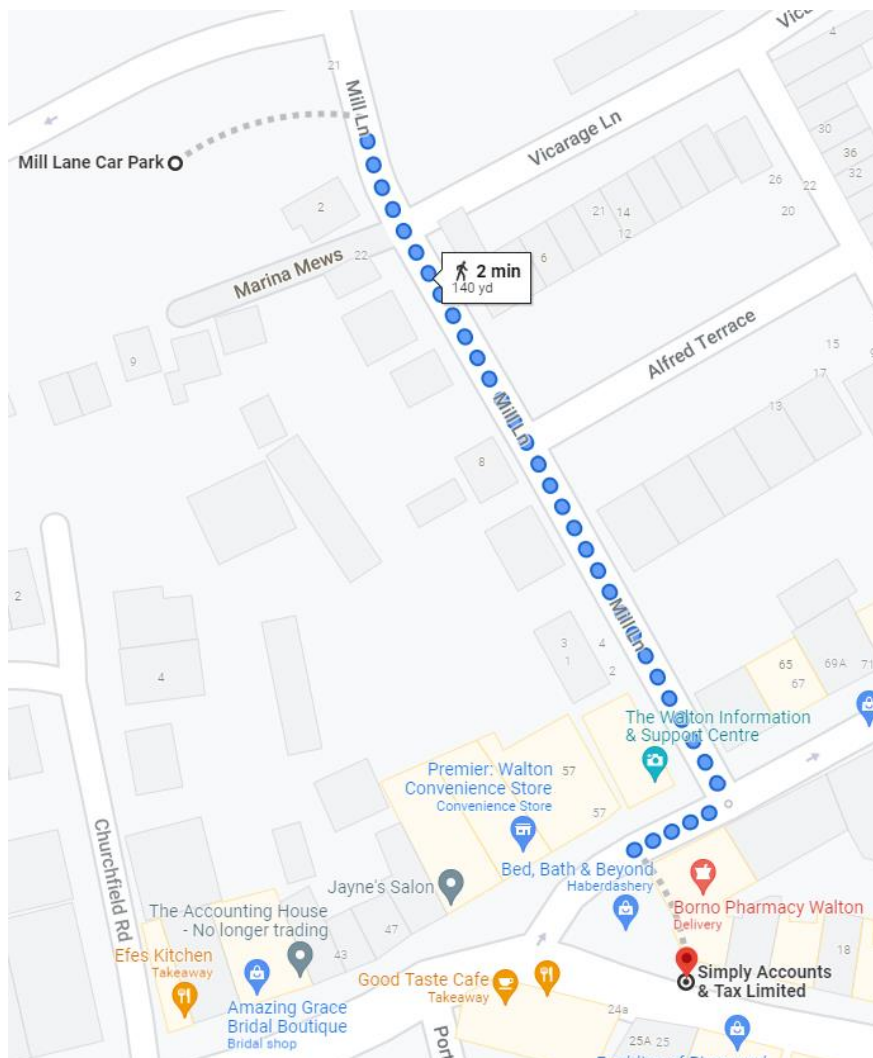 Vica
4
21
Mill Ln
30
Vicarage Ln
36
32
Mill Lane Car Park
26
22
2
21
14
20
12
22
6
2 min
140 yd
Marina Mews
15
Alfred Terrace
17
9
13
Mill Ln
8
2
Mill Ln
3
4
1
2
65
69A
71
67
4
The Walton Information
& Support Centre
Premier: Walton
Convenience Store
Convenience Store
57
57
Churchfield Rd
Bed, Bath & Beyond
Haberdashery
Jayne's Salon
Borno Pharmacy Walton
Delivery
The Accounting House
- No longer trading
47
43
18
Efes Kitchen
Takeaway
Good Taste Cafe
Takeaway
Simply Accounts
& Tax Limited
Amazing Grace
Bridal Boutique
Bridal shop
24a
Port
25A
25